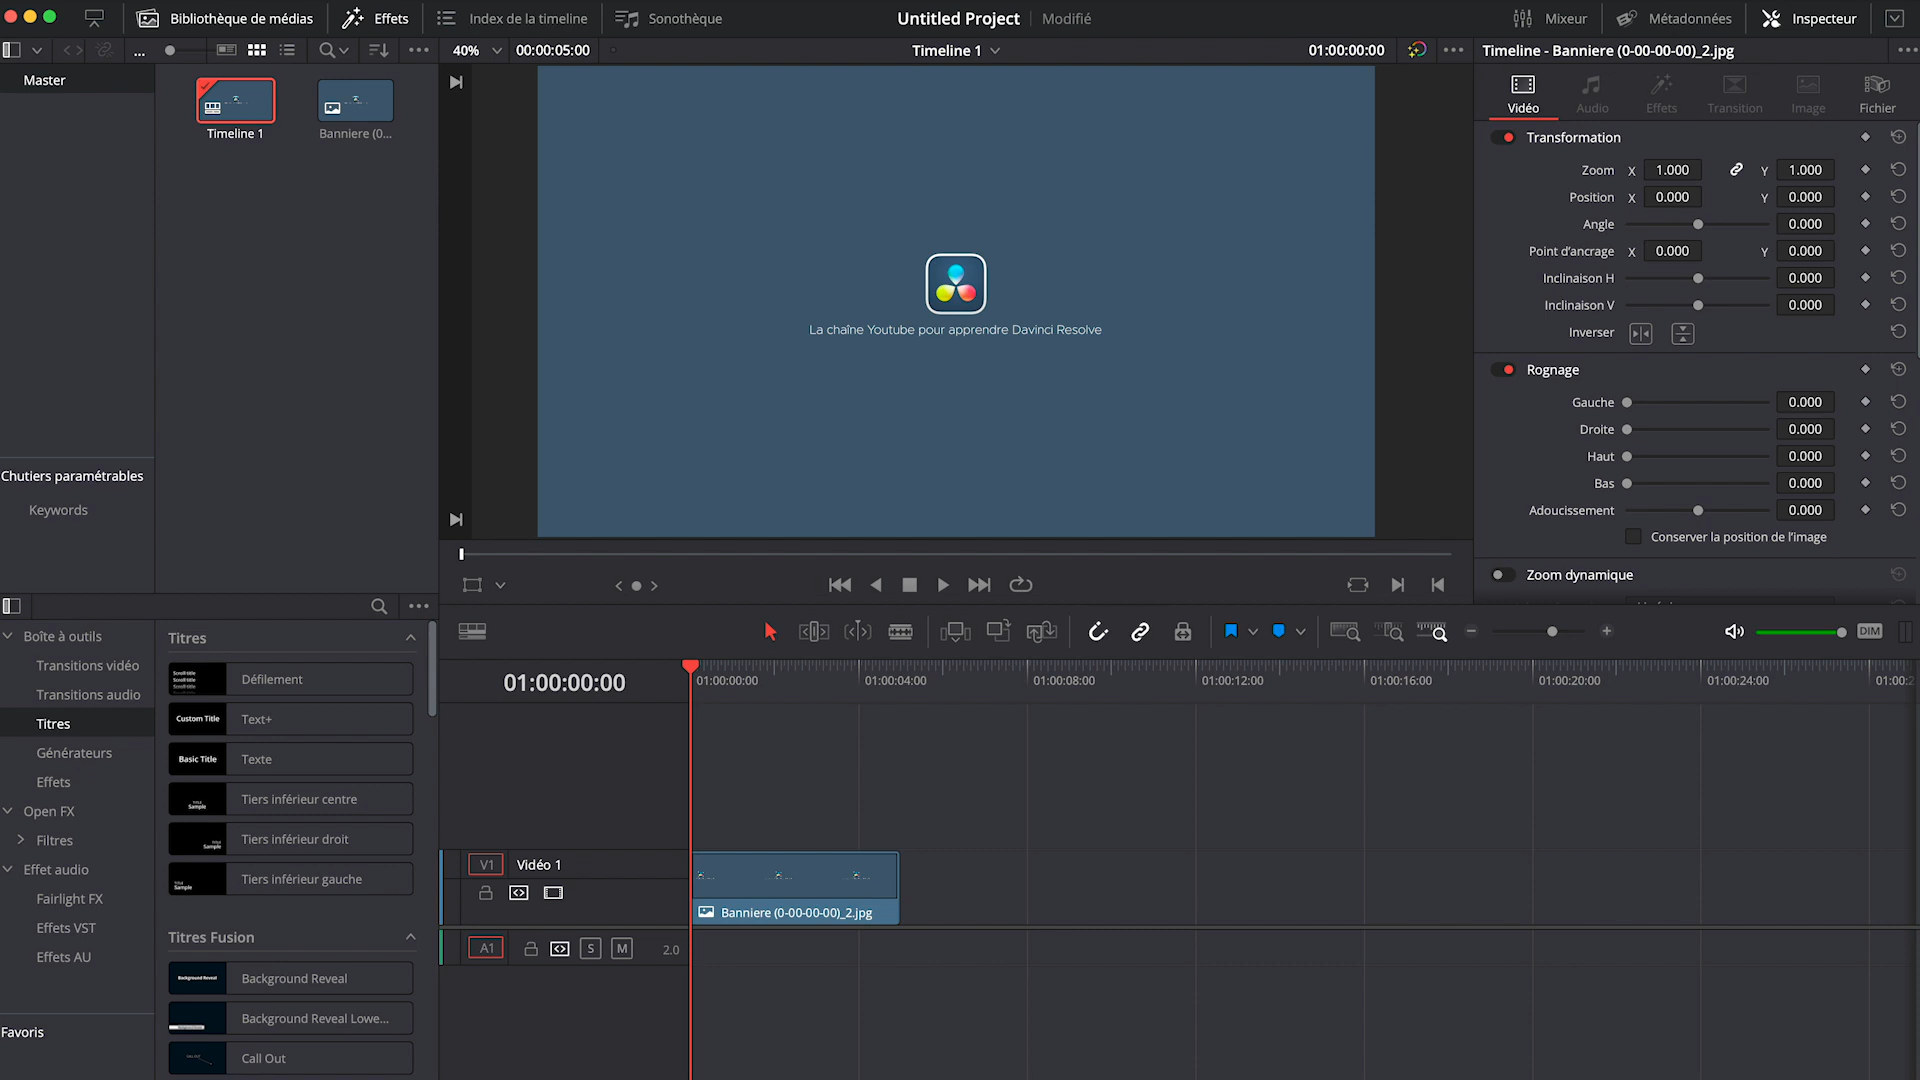 Bibliothèque de médias
Effets
Index de la timeline
Sonothèque
Untitled Project
Modifié
Mixeur
Métadonnées
Inspecteur
...
40%
00:00:05:00
Timeline 1
01:00:00:00
Timeline - Banniere (0-00-00-00)_2.jpg
Master
Timeline 1
Banniere (0...
Chutiers paramétrables
Keywords
La chaîne Youtube pour apprendre Davinci Resolve
Vidéo
Audio
Effets
Transition
Image
Fichier
Transformation
Zoom X 1.000 Y 1.000
Position X 0.000 Y 0.000
Angle 0.000
Point d'ancrage X 0.000 Y 0.000
Inclinaison H 0.000
Inclinaison V 0.000
Inverser
Rognage
Gauche 0.000
Droite 0.000
Haut 0.000
Bas 0.000
Adoucissement 0.000
Conserver la position de l'image
Zoom dynamique
Boîte à outils
Transitions vidéo
Transitions audio
Titres
Générateurs
Effets
Open FX
Filtres
Effet audio
Fairlight FX
Effets VST
Effets AU
Favoris
Titres
Défilement
Custom Title
Text+
Basic Title
Texte
Sample
Tiers inférieur centre
Sample
Tiers inférieur droit
Sample
Tiers inférieur gauche
Titres Fusion
Background Reveal
Background Reveal
Background Reveal Lowe...
Call Out
DIM
01:00:00:00
01:00:00:00
01:00:04:00
01:00:08:00
01:00:12:00
01:00:16:00
01:00:20:00
01:00:24:00
01:00:2
V1
Vidéo 1
Banniere (0-00-00-00)_2.jpg
A1
S
M
2.0